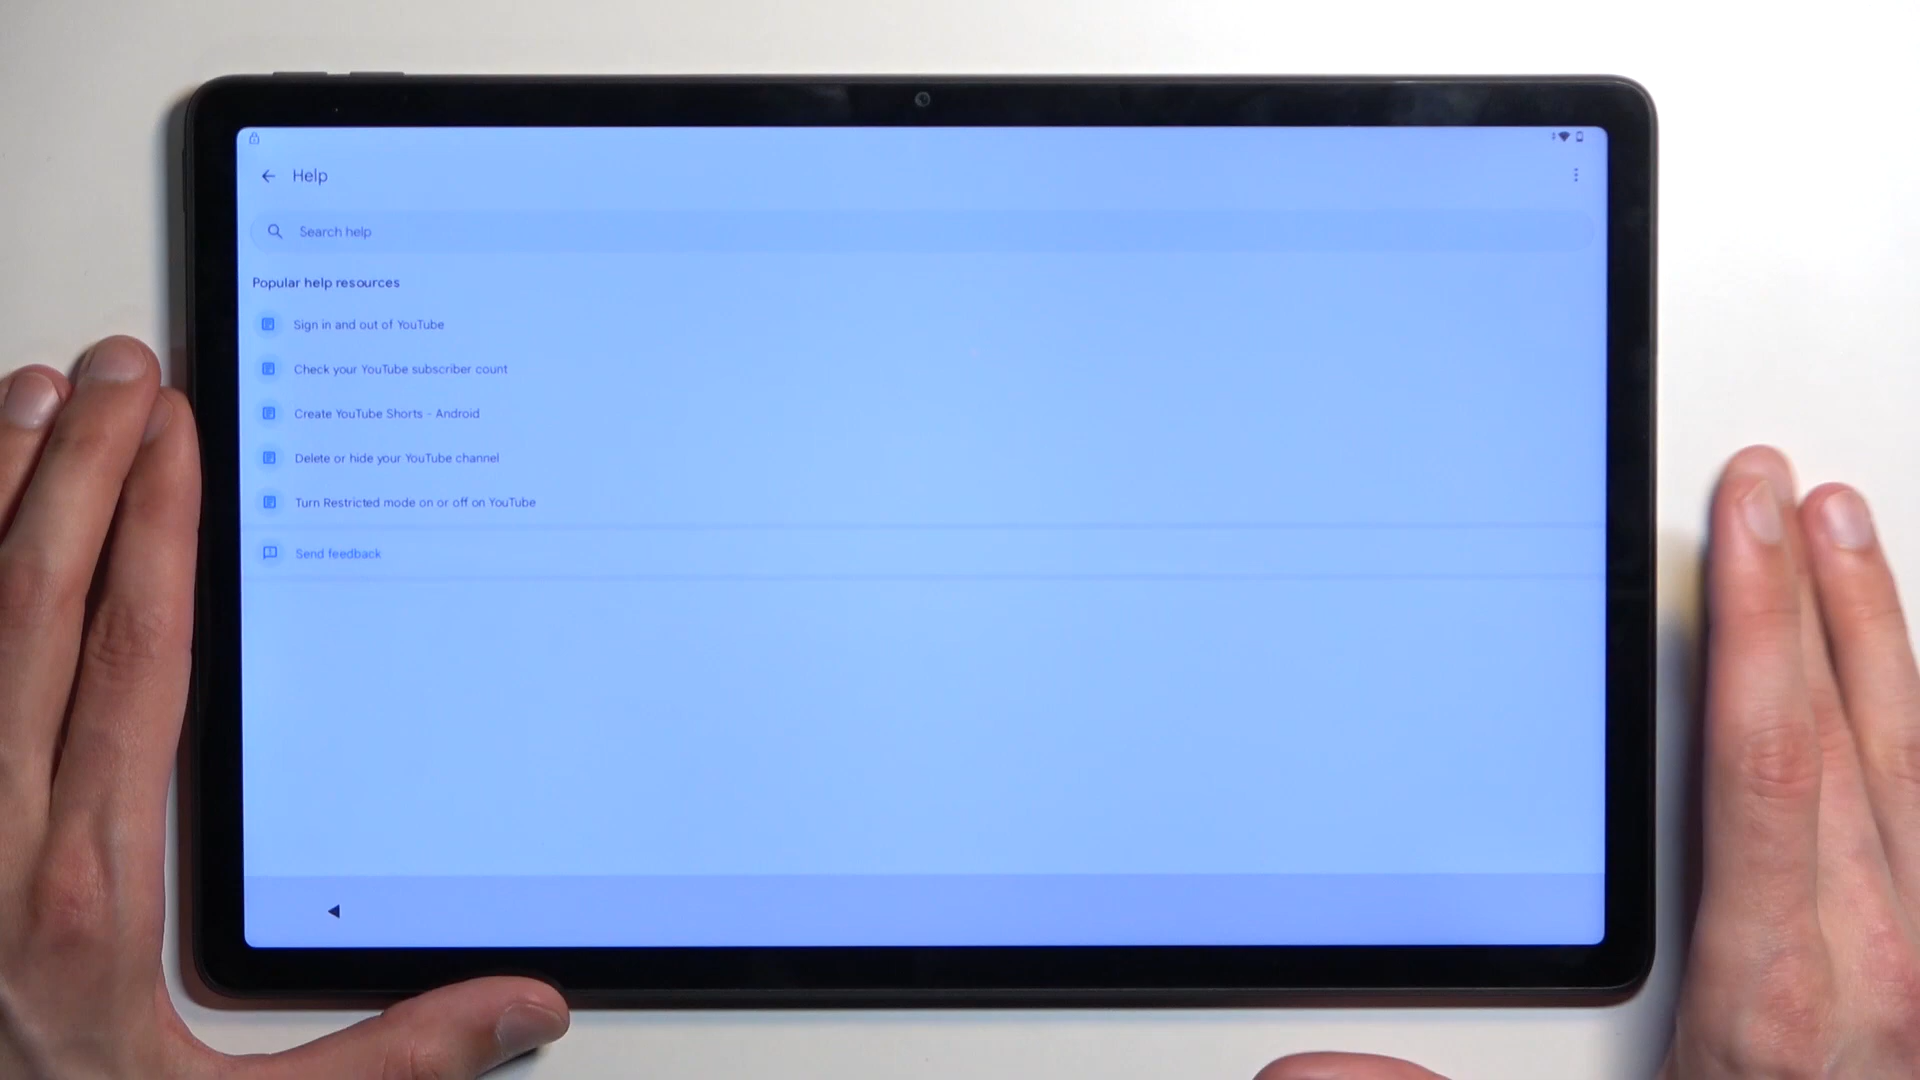 Help
Search help
Popular help resources
Sign in and out of YouTube
Check your YouTube subscriber count
Create YouTube Shorts - Android
Delete or hide your YouTube channel
Turn Restricted mode on or off on YouTube
Send feedback